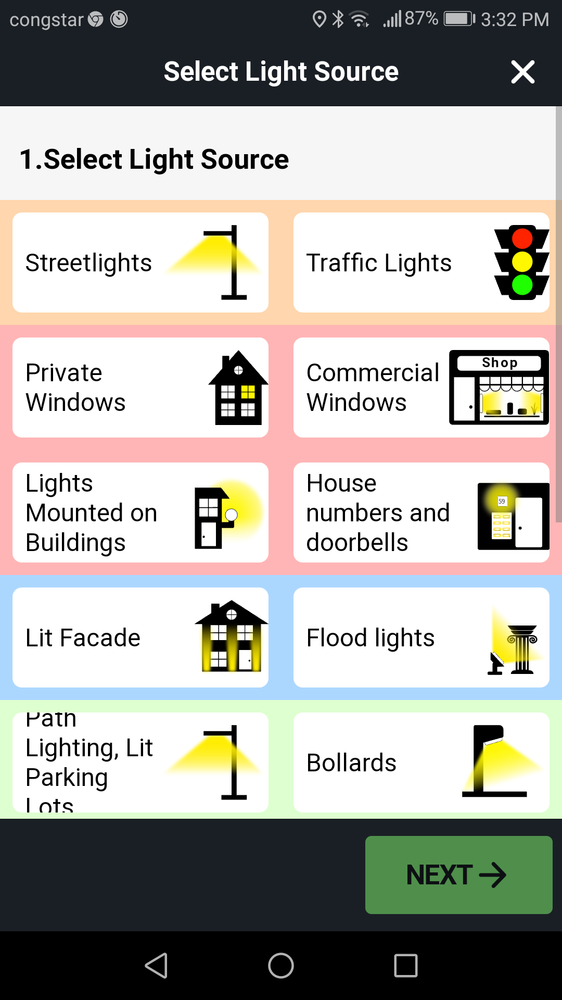 congstar 87% 3:32 PM
Select Light Source
1.Select Light Source
Streetlights
Traffic Lights
Private
Windows
Commercial
Windows
Shop
Lights
Mounted on
Buildings
House
numbers and
doorbells
59
Lit Facade
Flood lights
Path
Lighting, Lit
Parking
Lots
Bollards
NEXT